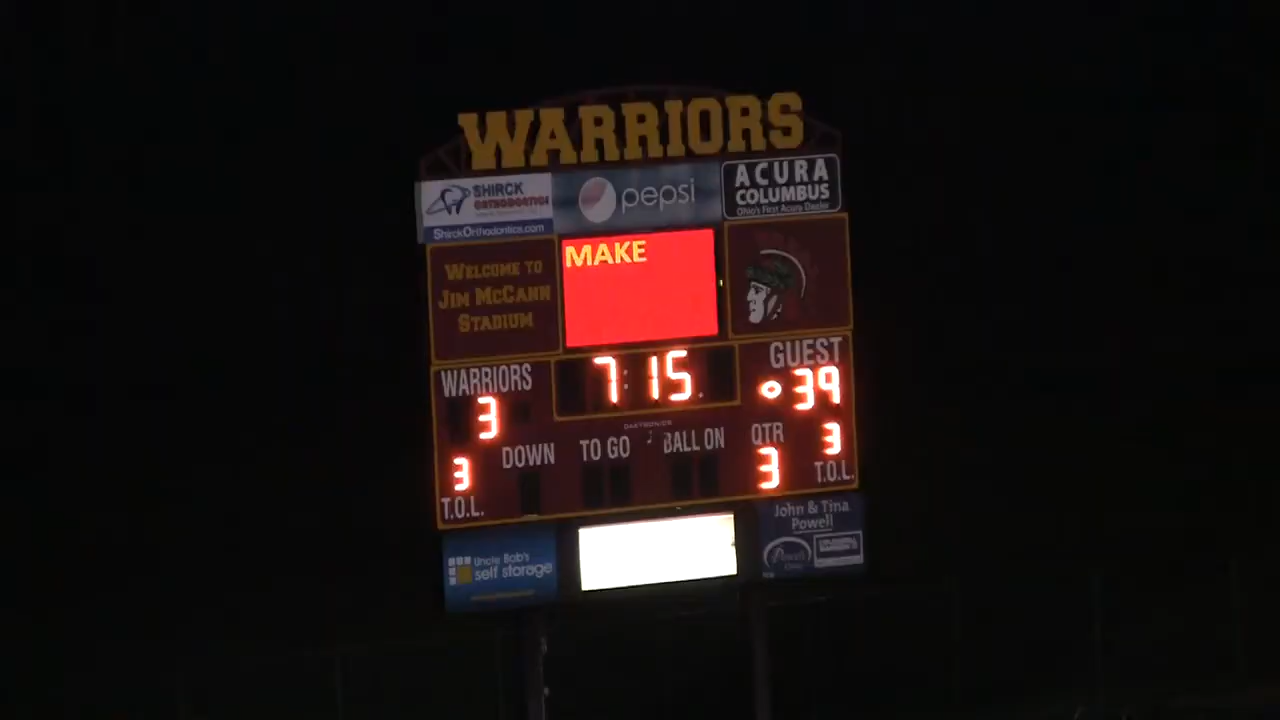 WARRIORS
SHIRCK
ORTHODONTICS
ShirckOrthodontics.com
pepsi
ACURA
COLUMBUS
Ohio's First Acura Dealer
WELCOME TO
JIM MCCANN
STADIUM
MAKE
WARRIORS
3
7:15
GUEST
39
DAKTRONICS
DOWN
TO GO
BALL ON
QTR
3
3
T.O.L.
3
T.O.L.
Uncle Bob's
self storage
John & Tina
Powell
Powell